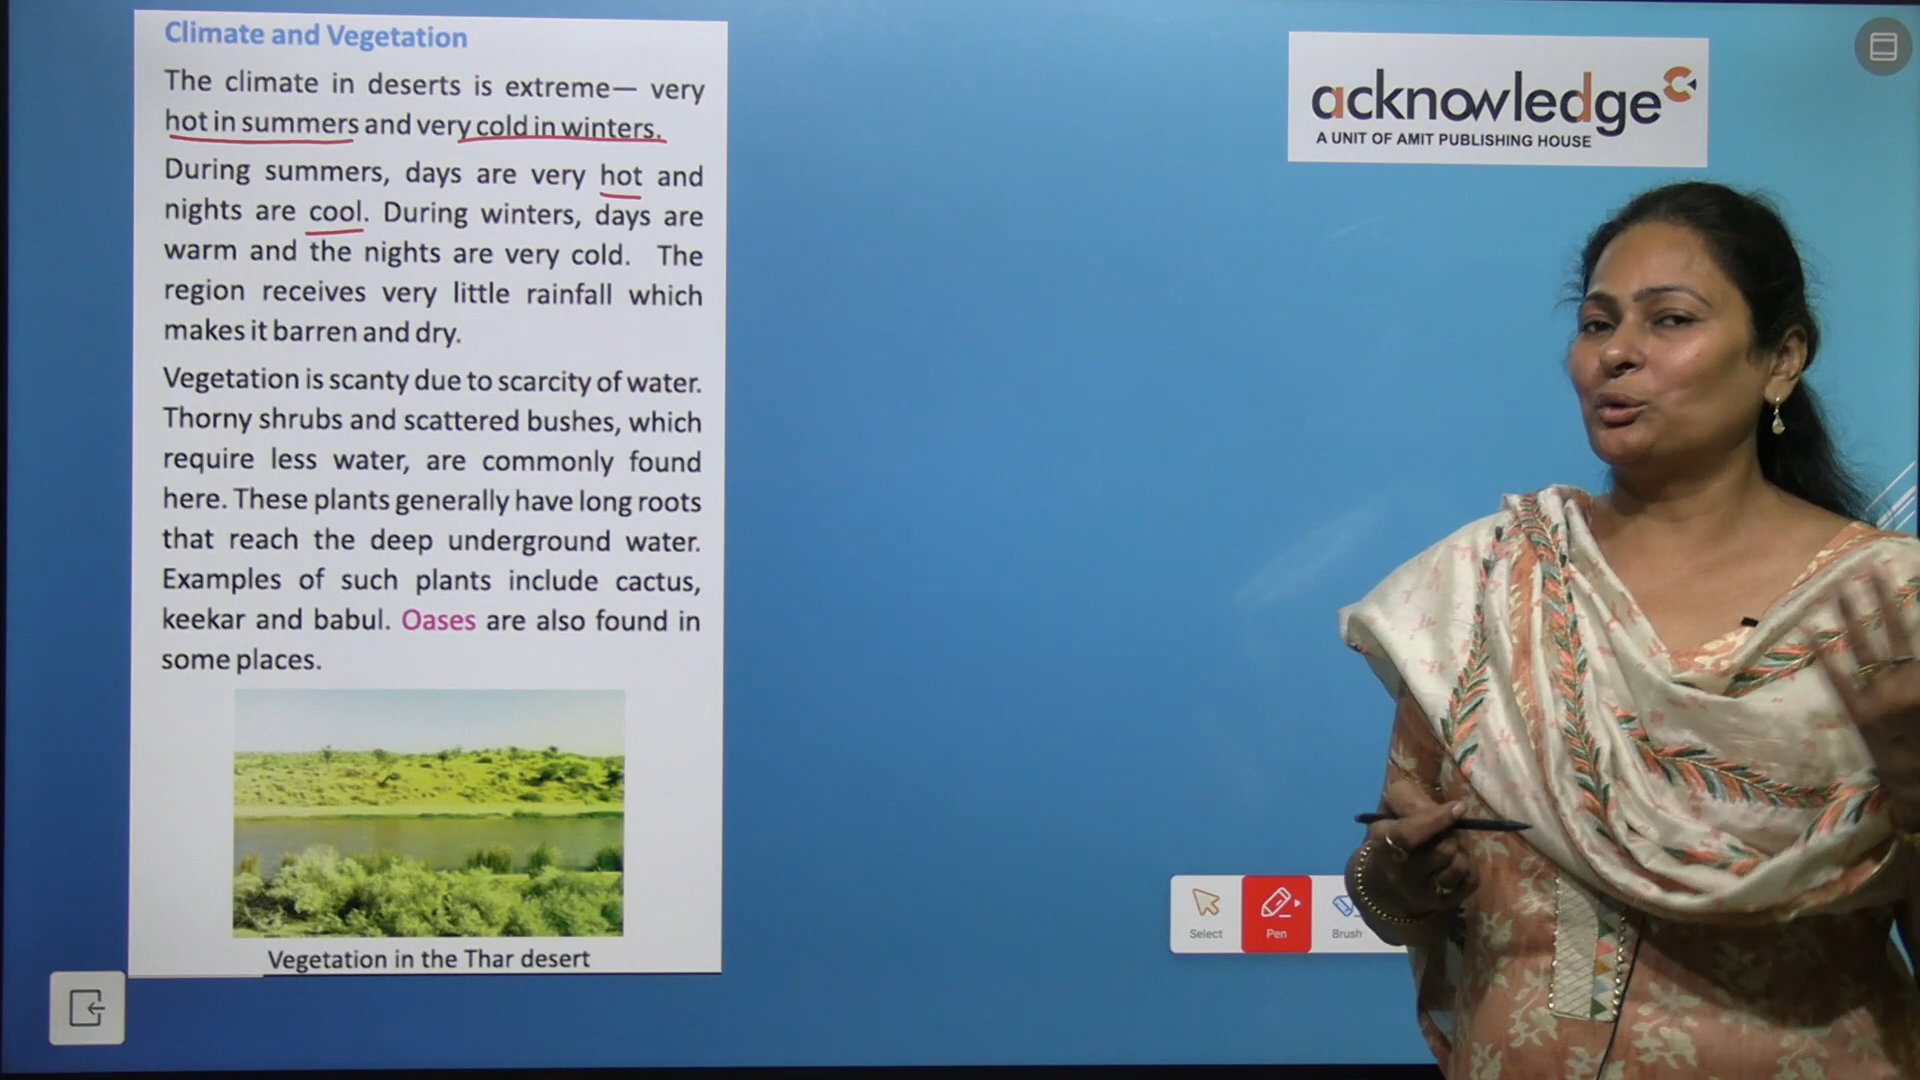 Climate and Vegetation
The climate in deserts is extreme— very
hot in summers and very cold in winters.
During summers, days are very hot and
nights are cool. During winters, days are
warm and the nights are very cold. The
region receives very little rainfall which
makes it barren and dry.
Vegetation is scanty due to scarcity of water.
Thorny shrubs and scattered bushes, which
require less water, are commonly found
here. These plants generally have long roots
that reach the deep underground water.
Examples of such plants include cactus,
keekar and babul. Oases are also found in
some places.
Vegetation in the Thar desert
acknowledge
A UNIT OF AMIT PUBLISHING HOUSE
Select
Pen
Brush